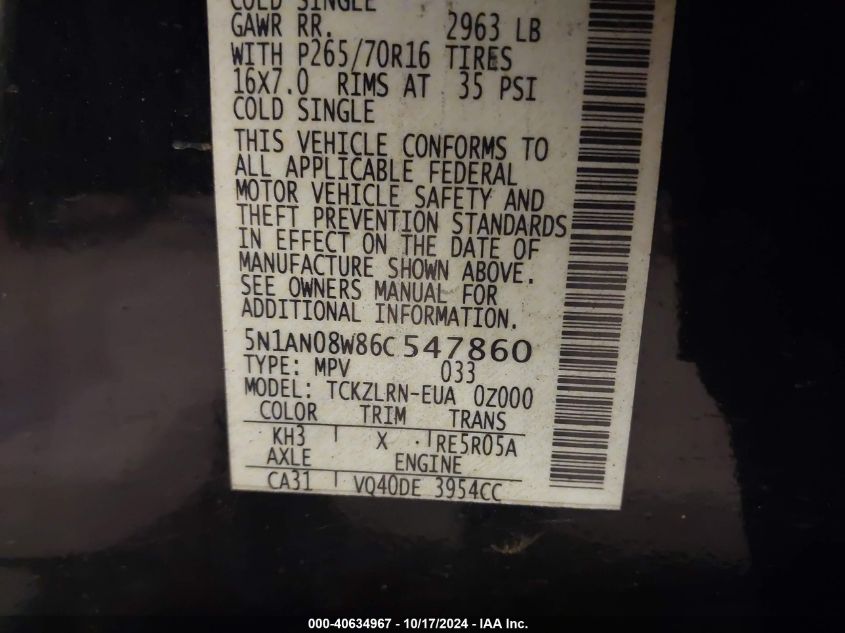 COLD SINGLE
GAWR RR. 2963 LB
WITH P265/70R16 TIRES
16X7.0 RIMS AT 35 PSI
COLD SINGLE
THIS VEHICLE CONFORMS TO
ALL APPLICABLE FEDERAL
MOTOR VEHICLE SAFETY AND
THEFT PREVENTION STANDARDS
IN EFFECT ON THE DATE OF
MANUFACTURE SHOWN ABOVE.
SEE OWNERS MANUAL FOR
ADDITIONAL INFORMATION.
5N1AN08W86C547860
TYPE: MPV 033
MODEL: TCKZLRN-EUA 0Z000
COLOR TRIM TRANS
KH3 X RE5R05A
AXLE ENGINE
CA31 VQ40DE 3954CC
000-40634967 - 10/17/2024 - IAA Inc.